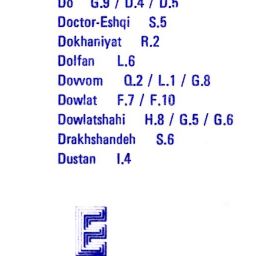 Do G.9 / D.4 / D.5
Doctor-Eshqi S.5
Dokhaniyat R.2
Dolfan L.6
Dovvom Q.2 / L.1 / G.8
Dowlat F.7 / F.10
Dowlatshahi H.8 / G.5 / G.6
Drakhshandeh S.6
Dustan I.4
E